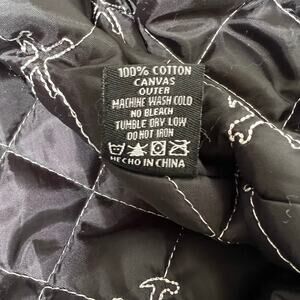 100% COTTON
CANVAS
OUTER
MACHINE WASH COLD
NO BLEACH
TUMBLE DRY LOW
DO NOT IRON
HECHO IN CHINA